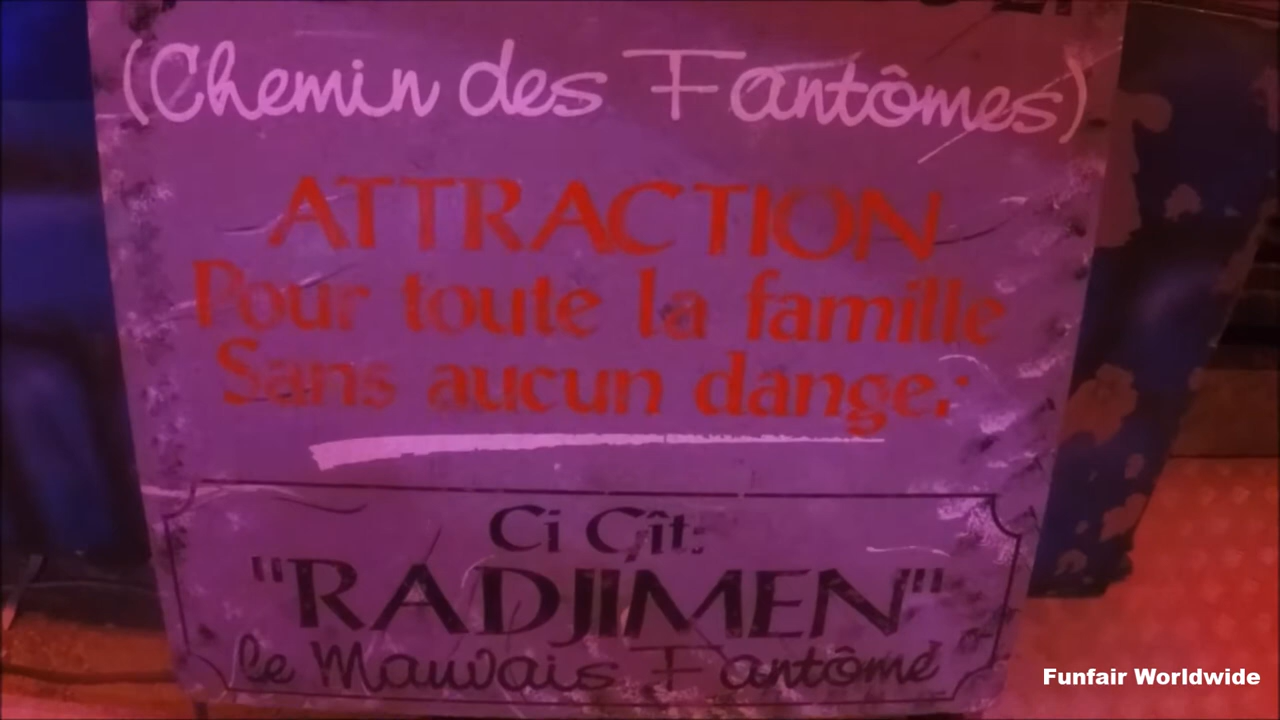 (Chemin des Fantômes)
ATTRACTION
Pour toute la famille
Sans aucun dange:
Ci Gît:
"RADJIMEN"
le Mauvais Fantôme
Funfair Worldwide